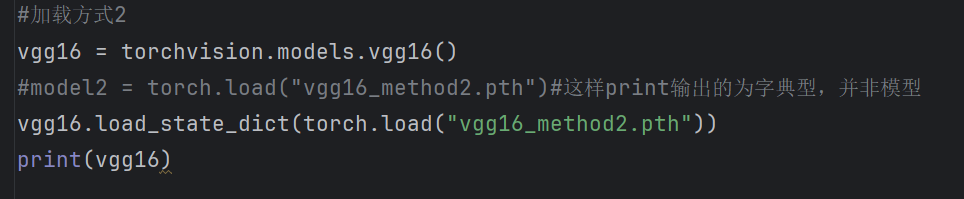 #加载方式2
vgg16 = torchvision.models.vgg16()
#model2 = torch.load("vgg16_method2.pth")#这样print输出的为字典型，并非模型
vgg16.load_state_dict(torch.load("vgg16_method2.pth"))
print(vgg16)